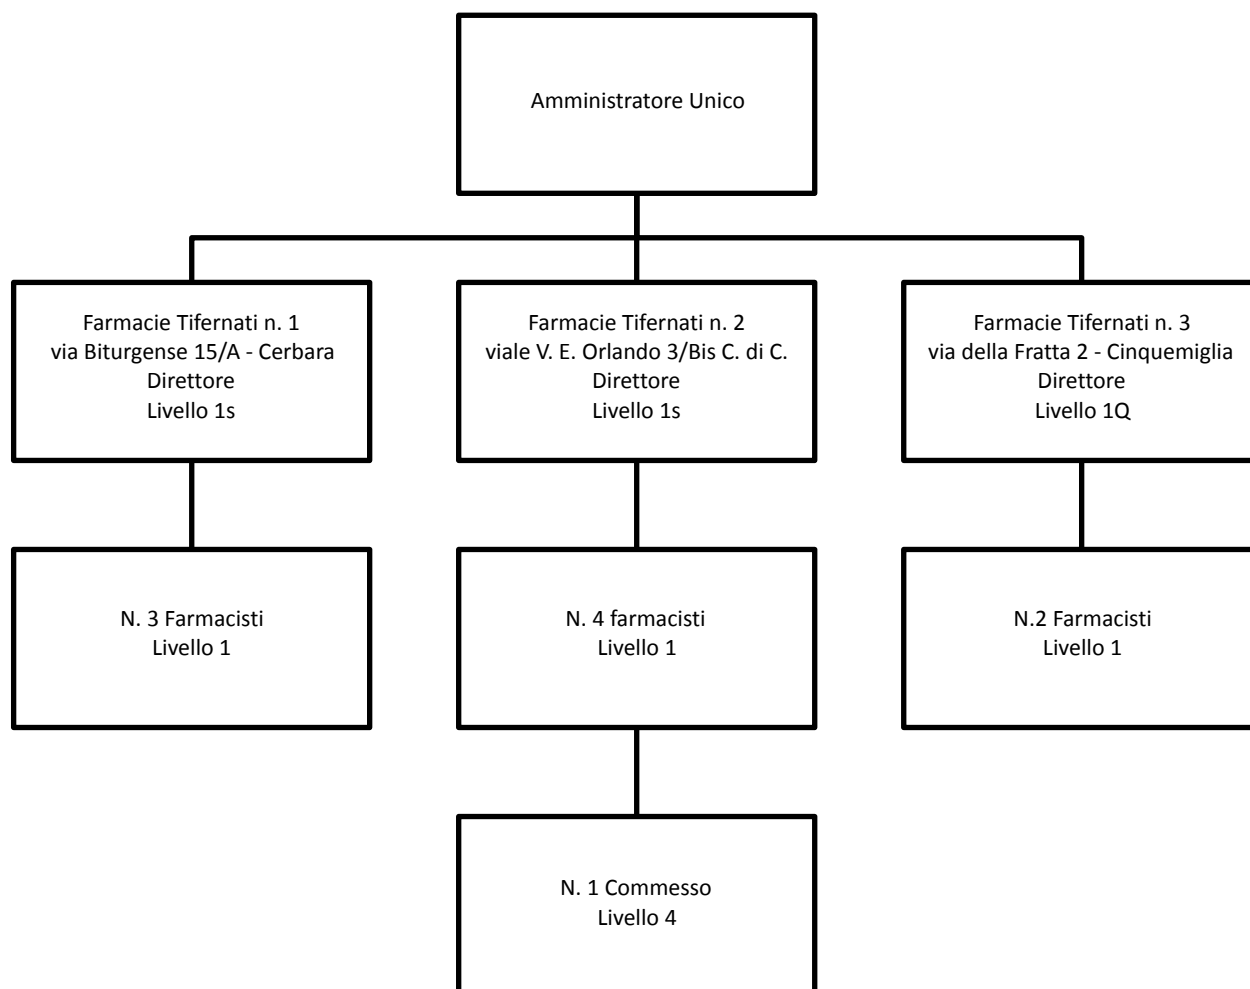 Amministratore Unico
Farmacie Tifernati n. 1
via Biturgense 15/A - Cerbara
Direttore
Livello 1s
Farmacie Tifernati n. 2
viale V. E. Orlando 3/Bis C. di C.
Direttore
Livello 1s
Farmacie Tifernati n. 3
via della Fratta 2 - Cinquemiglia
Direttore
Livello 1Q
N. 3 Farmacisti
Livello 1
N. 4 farmacisti
Livello 1
N.2 Farmacisti
Livello 1
N. 1 Commesso
Livello 4